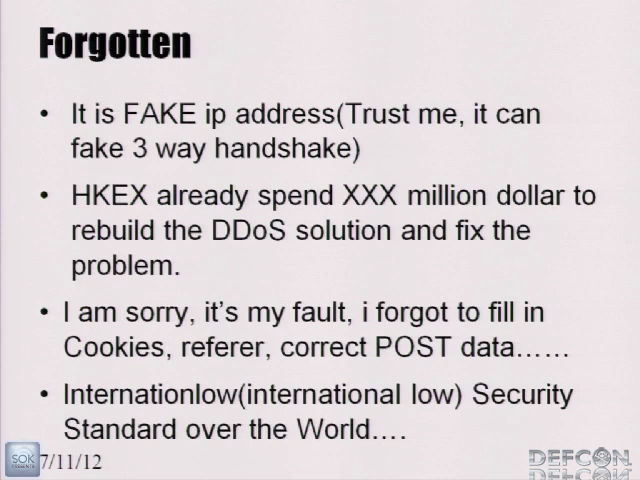 Forgotten
• It is FAKE ip address(Trust me, it can
fake 3 way handshake)
• HKEX already spend XXX million dollar to
rebuild the DDoS solution and fix the
problem.
• I am sorry, it's my fault, i forgot to fill in
Cookies, referer, correct POST data……
• Internationlow(international low) Security
Standard over the World….
SOK
7/11/12
DEFCON